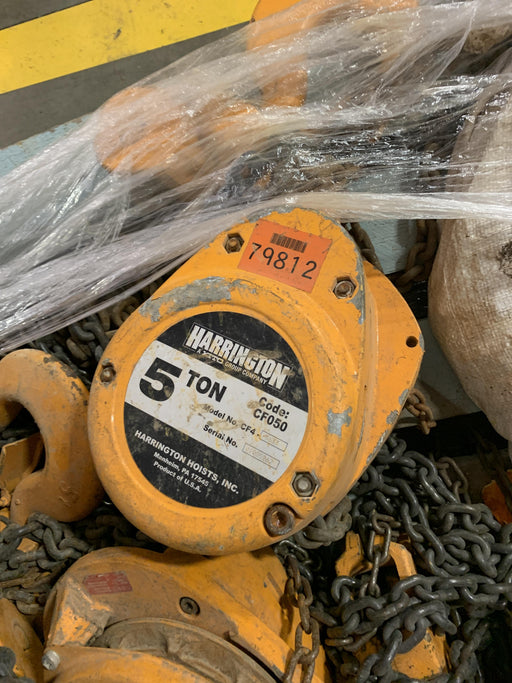 79812
HARRINGTON
A KITO GROUP COMPANY
5 TON
Code:
CF050
Model No. CF4
Serial No.
HARRINGTON HOISTS, INC.
Manheim, PA 17545
Product of U.S.A.